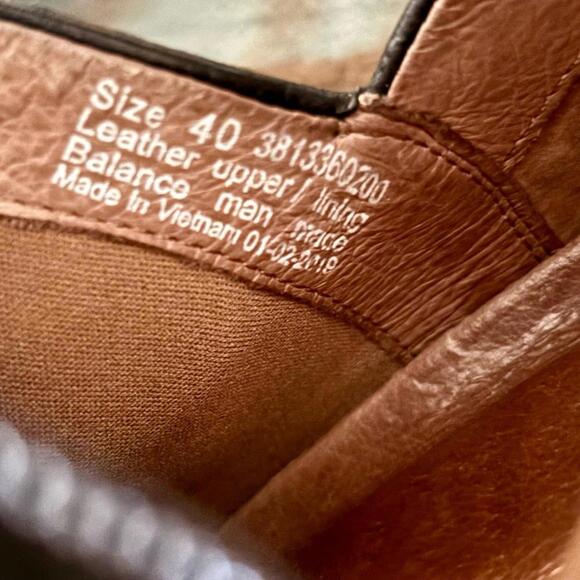 Size 40 3813360200
Leather upper / lining
Balance man made
Made in Vietnam 01-02-2019